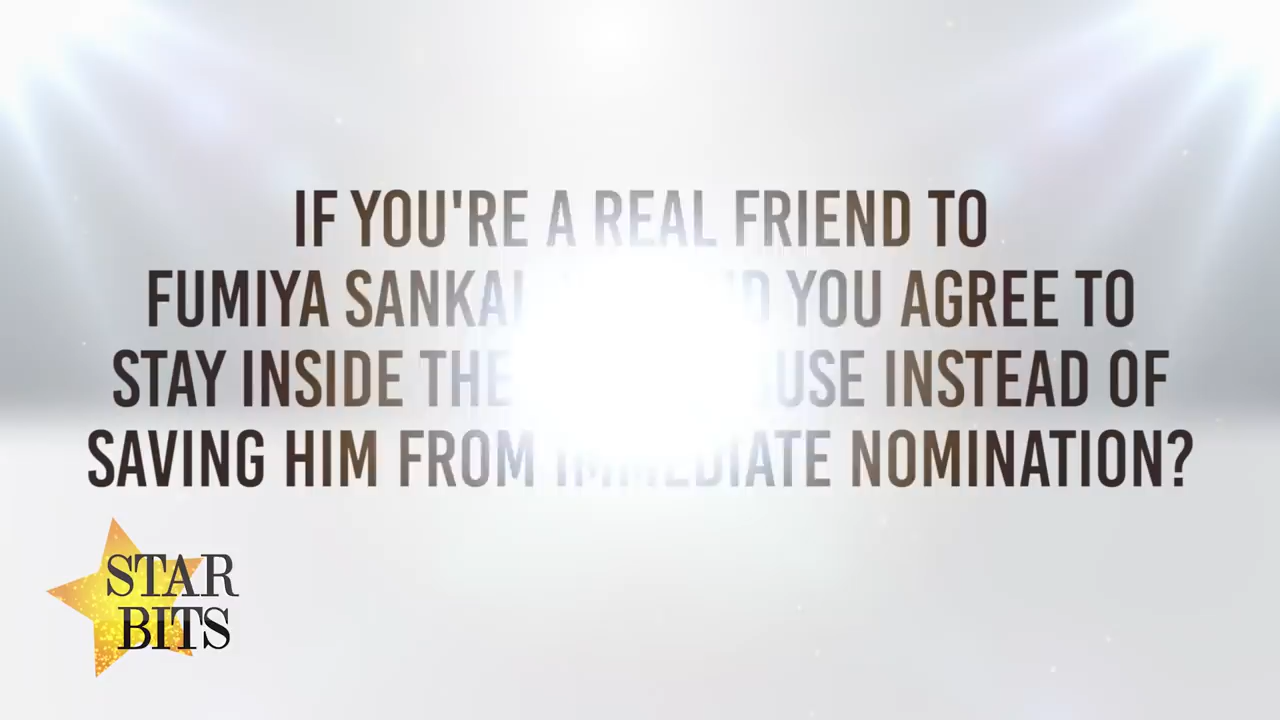 IF YOU'RE A REAL FRIEND TO
FUMIYA SANKAI YOU AGREE TO
STAY INSIDE THE INSTEAD OF
SAVING HIM FROM IMMEDIATE NOMINATION?
STAR
BITS